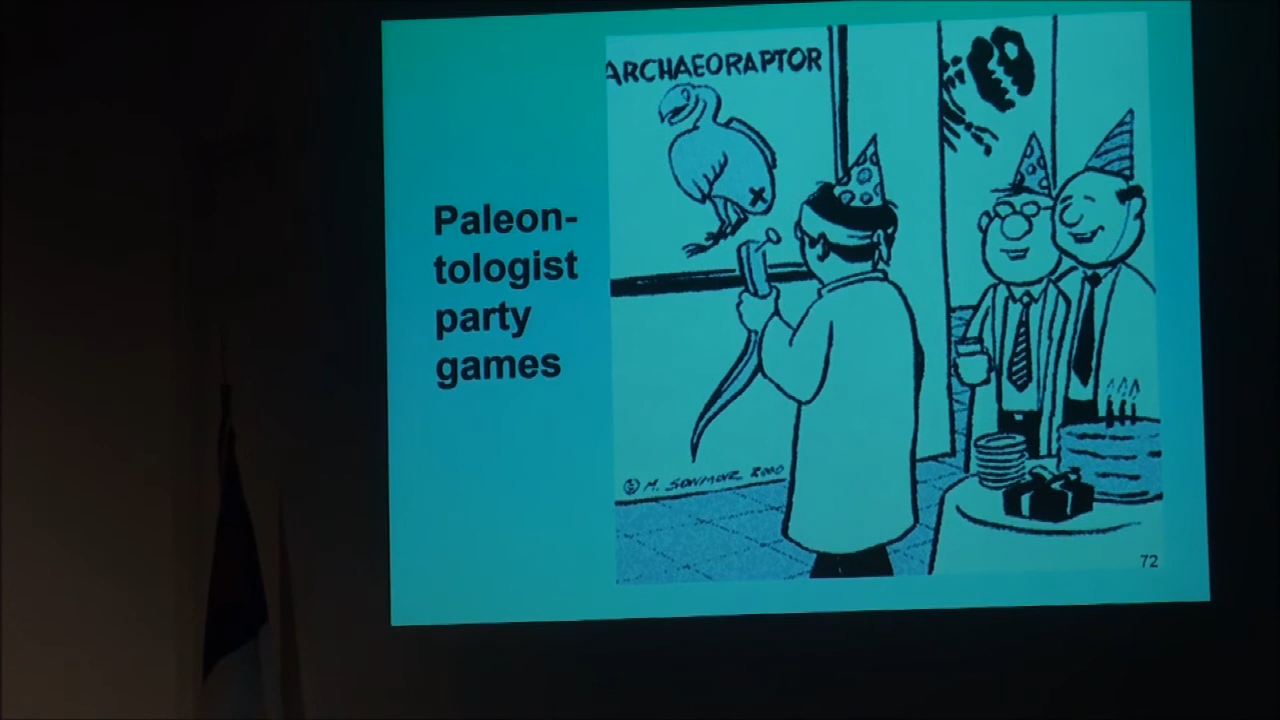 Paleon-
tologist
party
games
ARCHAEORAPTOR
© M. SONMOR 2000
72